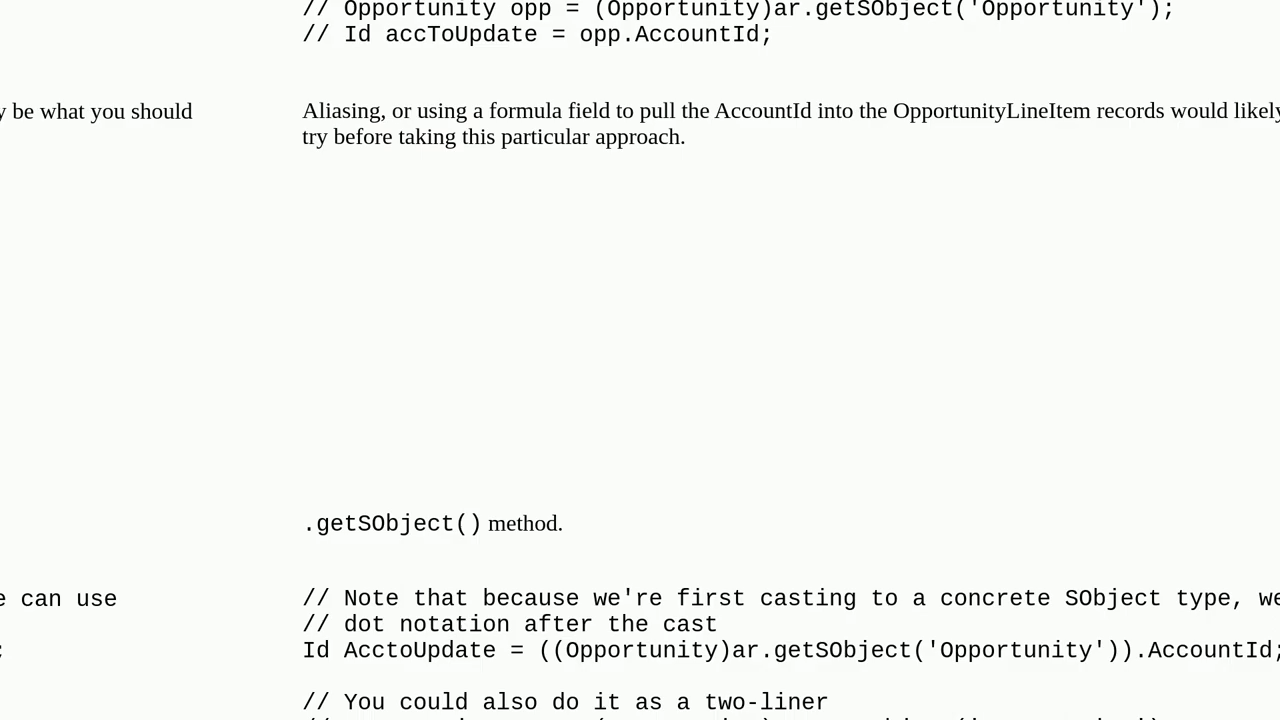 // Opportunity opp = (Opportunity)ar.getSObject('Opportunity');
// Id accToUpdate = opp.AccountId;
y be what you should
Aliasing, or using a formula field to pull the AccountId into the OpportunityLineItem records would likely
try before taking this particular approach.
.getSObject() method.
e can use
// Note that because we're first casting to a concrete SObject type, we
// dot notation after the cast
;
Id AcctoUpdate = ((Opportunity)ar.getSObject('Opportunity')).AccountId;
// You could also do it as a two-liner